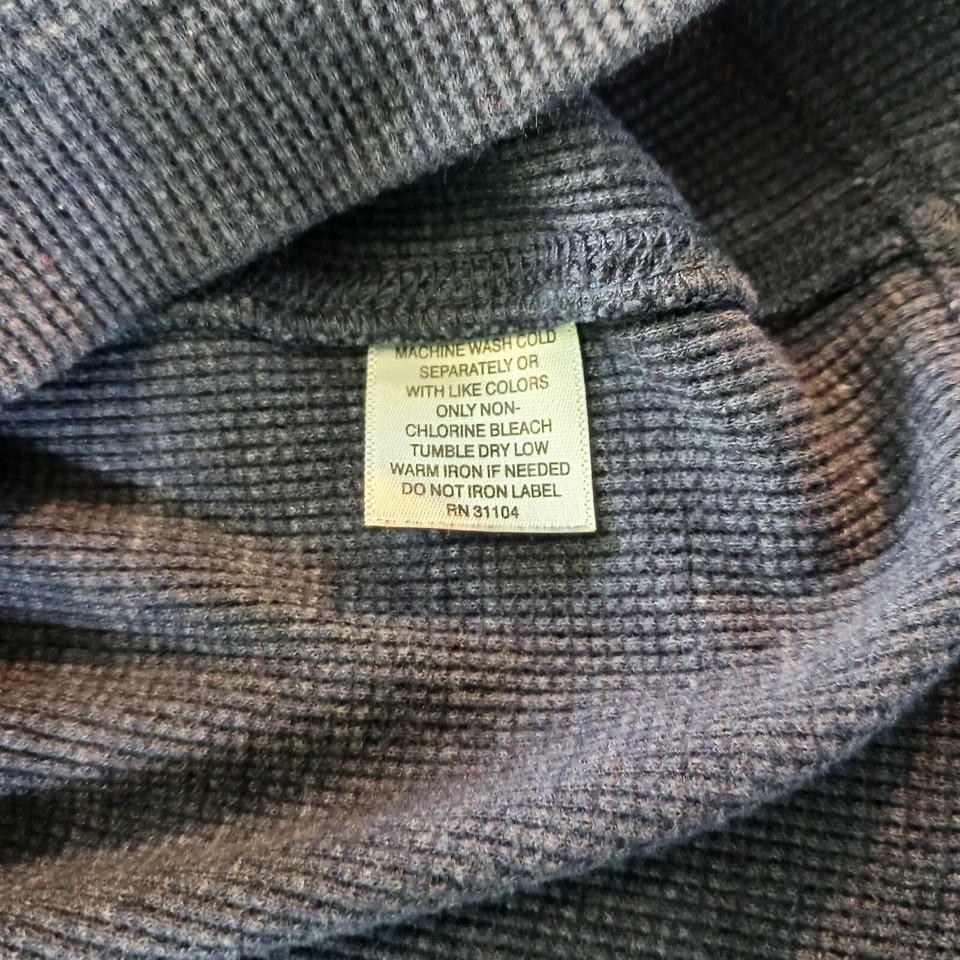 MACHINE WASH COLD
SEPARATELY OR
WITH LIKE COLORS
ONLY NON-
CHLORINE BLEACH
TUMBLE DRY LOW
WARM IRON IF NEEDED
DO NOT IRON LABEL
RN 31104